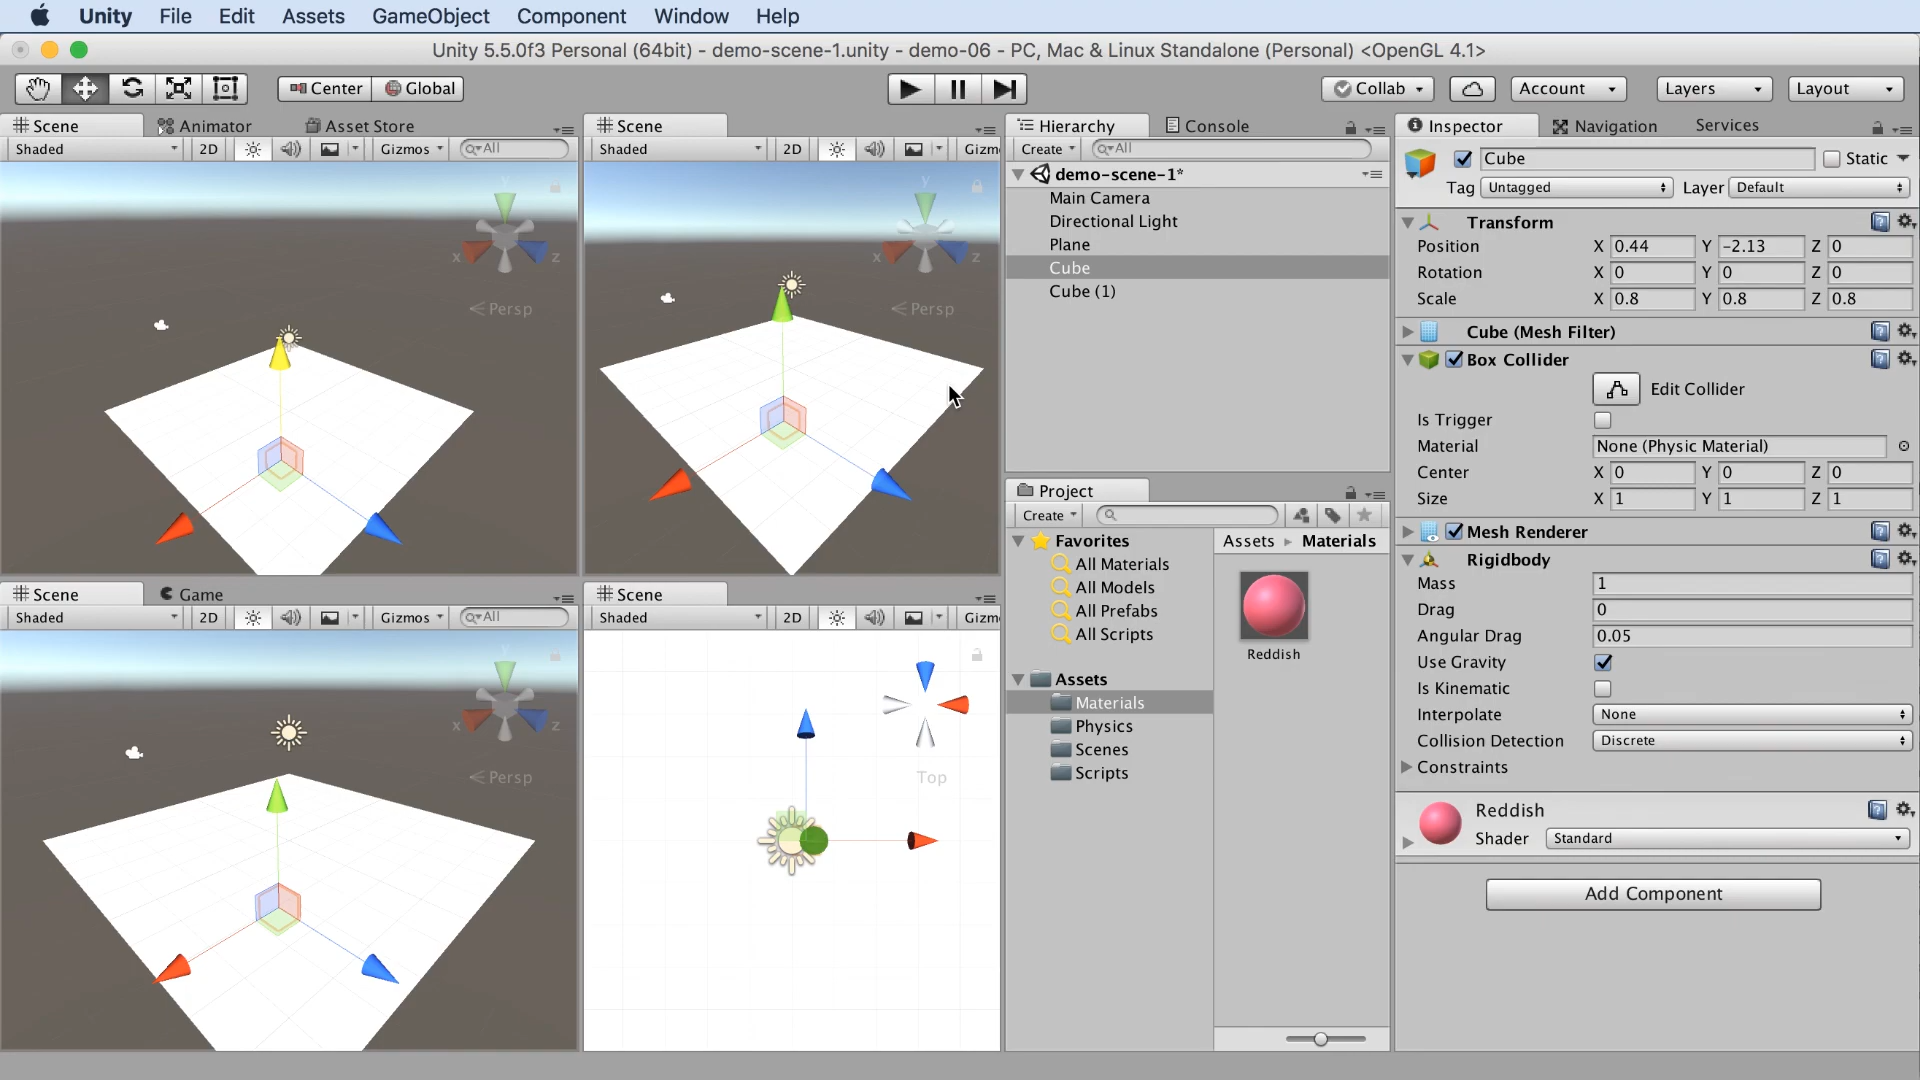 Unity File Edit Assets GameObject Component Window Help
Unity 5.5.0f3 Personal (64bit) - demo-scene-1.unity - demo-06 - PC, Mac & Linux Standalone (Personal) <OpenGL 4.1>
Center Global Collab Account Layers Layout
Scene Animator Asset Store
Shaded 2D Gizmos All
y
x z
Persp
Scene
Shaded 2D Gizm
y
x z
Persp
Scene Game
Shaded 2D Gizmos All
y
x z
Persp
Scene
Shaded 2D Gizm
Top
Hierarchy Console
Create All
demo-scene-1*
Main Camera
Directional Light
Plane
Cube
Cube (1)
Project
Create
Favorites
All Materials
All Models
All Prefabs
All Scripts
Assets
Materials
Physics
Scenes
Scripts
Assets Materials
Reddish
Inspector Navigation Services
Cube Static
Tag Untagged Layer Default
Transform
Position X 0.44 Y -2.13 Z 0
Rotation X 0 Y 0 Z 0
Scale X 0.8 Y 0.8 Z 0.8
Cube (Mesh Filter)
Box Collider
Edit Collider
Is Trigger
Material None (Physic Material)
Center X 0 Y 0 Z 0
Size X 1 Y 1 Z 1
Mesh Renderer
Rigidbody
Mass 1
Drag 0
Angular Drag 0.05
Use Gravity
Is Kinematic
Interpolate None
Collision Detection Discrete
Constraints
Reddish
Shader Standard
Add Component